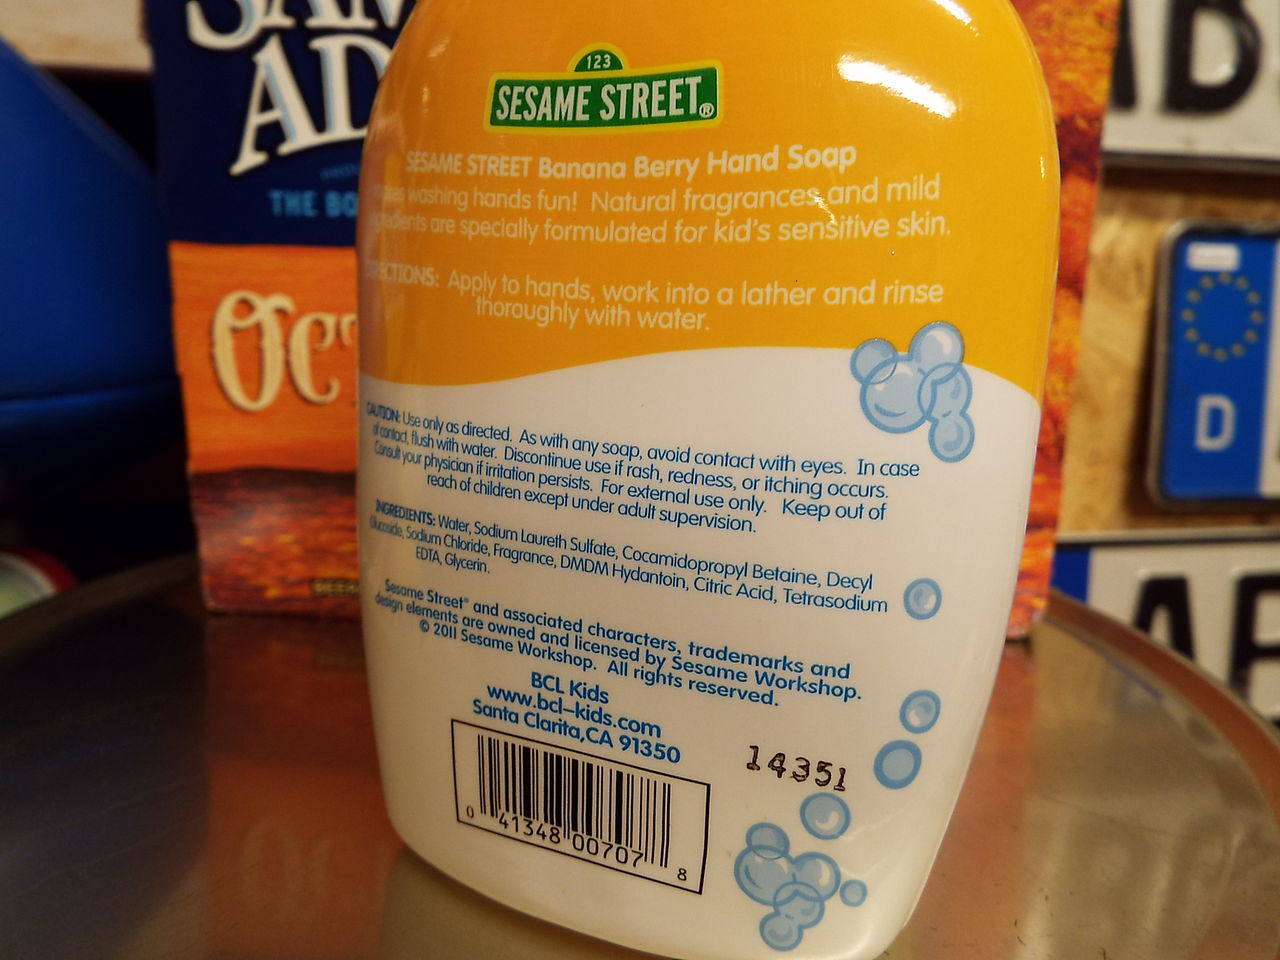 SAM
AD
THE BO
OCT
123
SESAME STREET®
SESAME STREET Banana Berry Hand Soap
washing hands fun! Natural fragrances and mild
are specially formulated for kid's sensitive skin.
DIRECTIONS: Apply to hands, work into a lather and rinse
thoroughly with water.
CAUTION: Use only as directed. As with any soap, avoid contact with eyes. In case
of contact, flush with water. Discontinue use if rash, redness, or itching occurs.
Consult your physician if irritation persists. For external use only. Keep out of
reach of children except under adult supervision.
INGREDIENTS: Water, Sodium Laureth Sulfate, Cocamidopropyl Betaine, Decyl
Glucoside, Sodium Chloride, Fragrance, DMDM Hydantoin, Citric Acid, Tetrasodium
EDTA, Glycerin.
Sesame Street® and associated characters, trademarks and
design elements are owned and licensed by Sesame Workshop.
© 2011 Sesame Workshop. All rights reserved.
BCL Kids
www.bcl-kids.com
Santa Clarita,CA 91350
14351
0 41348 00707 8
AB
D
AB